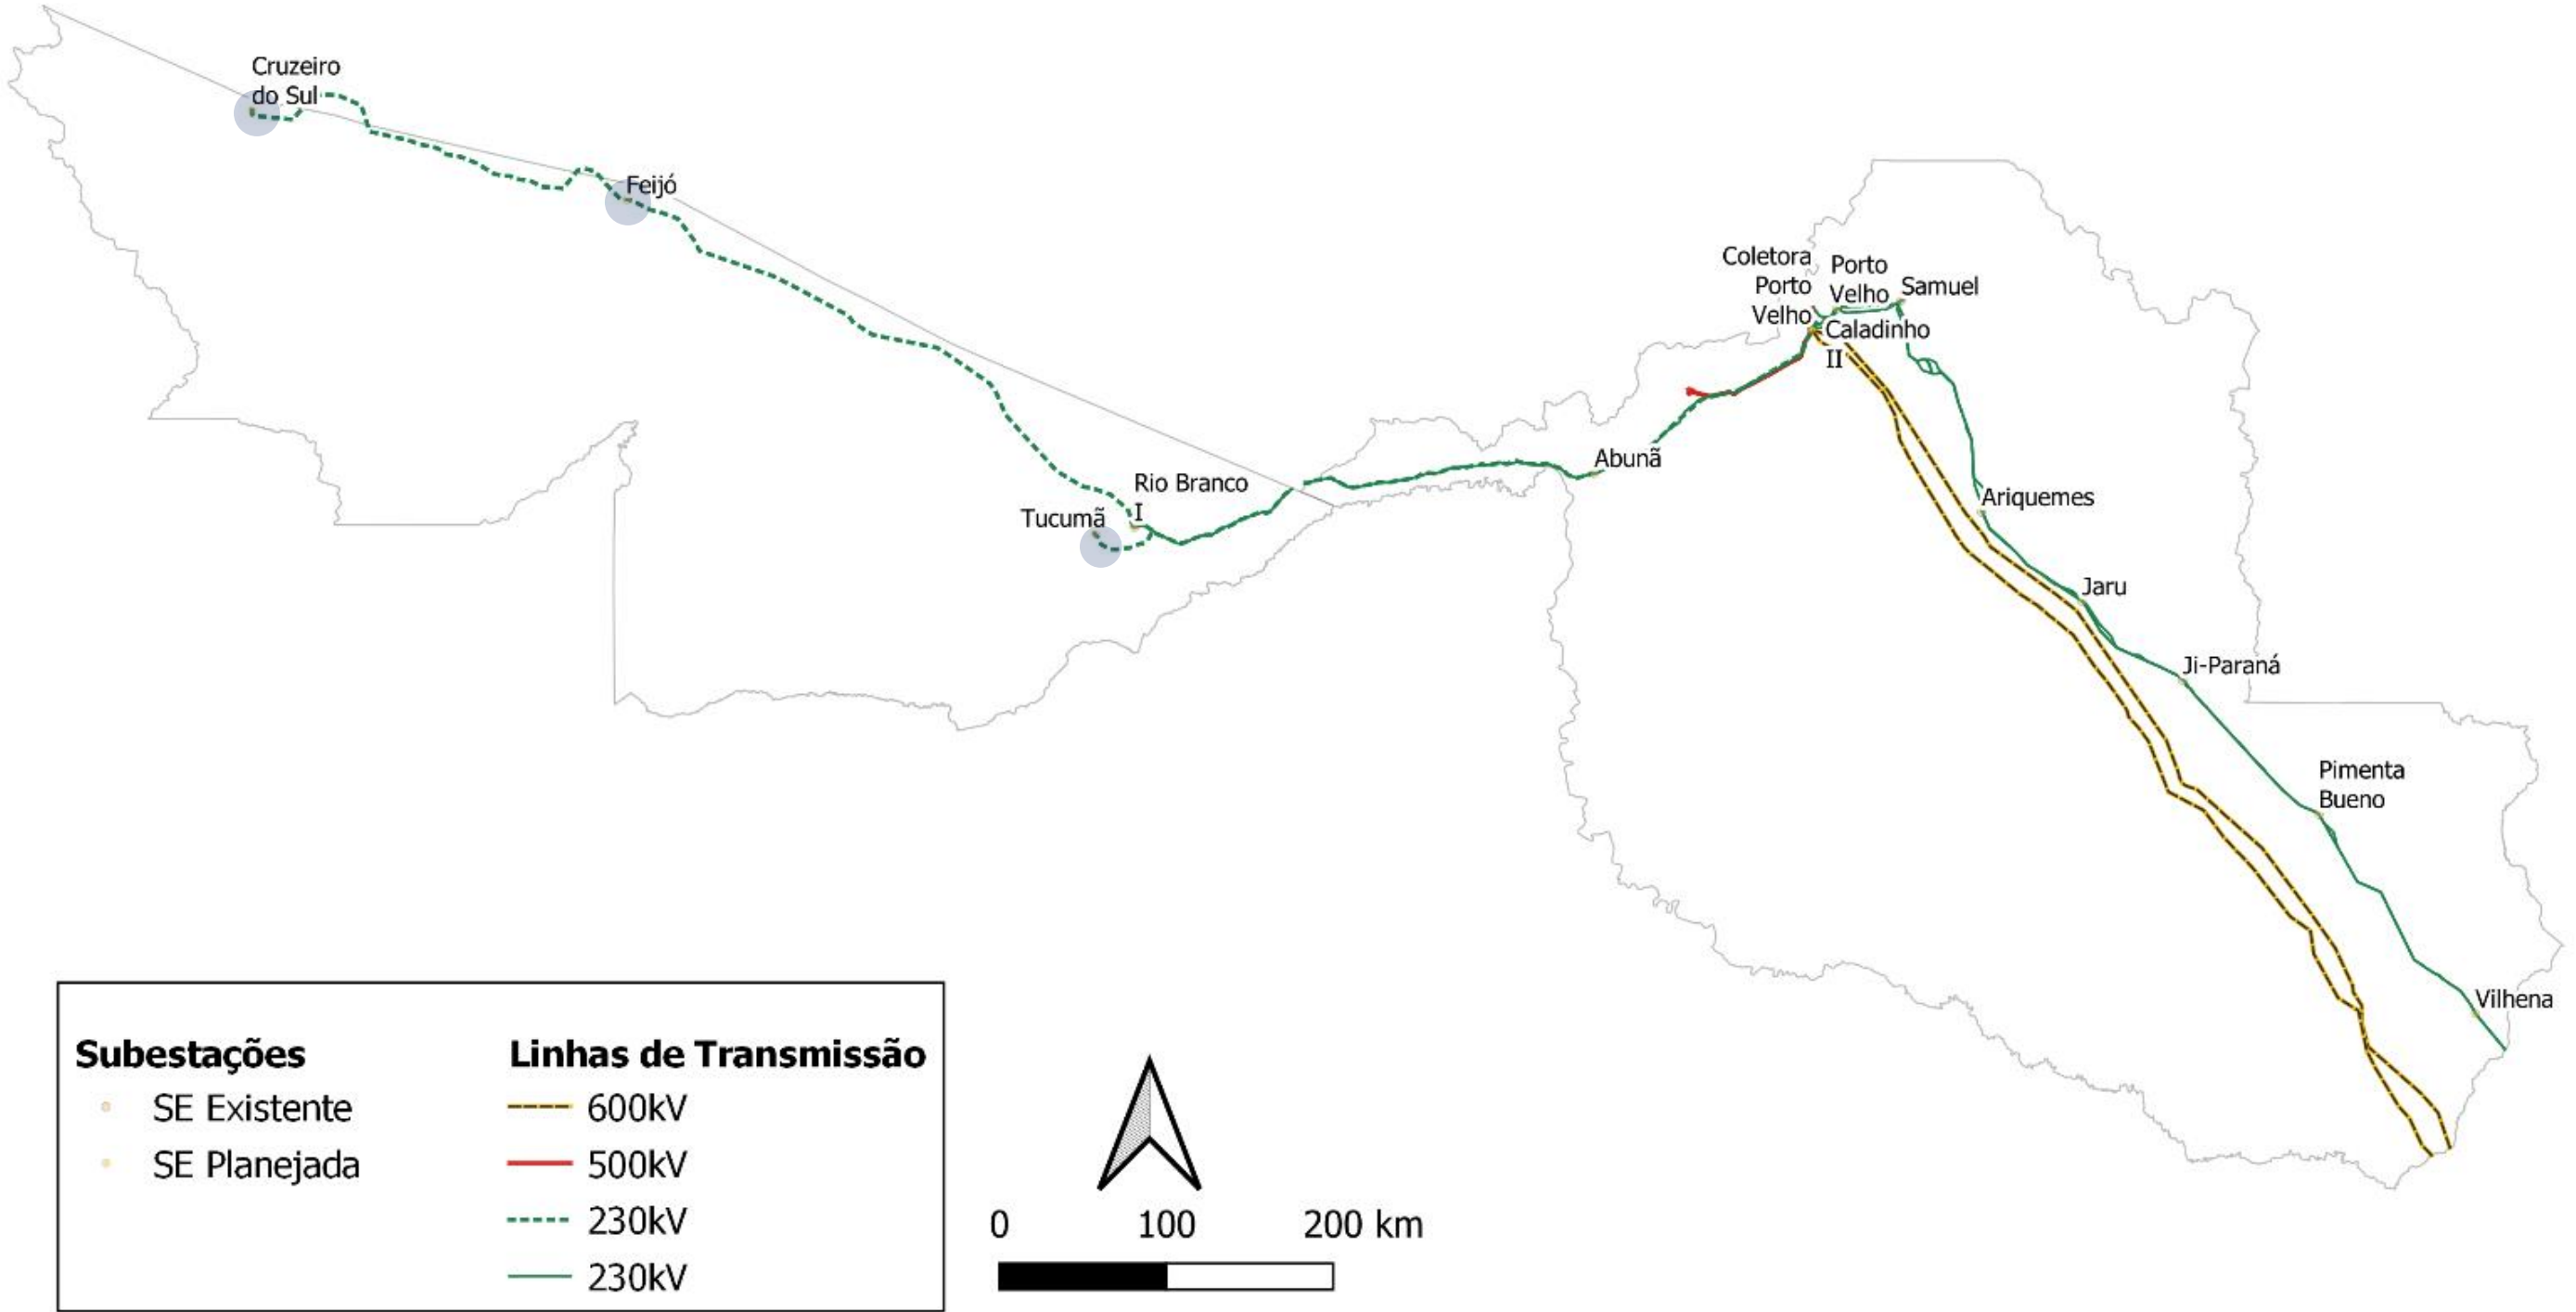 Cruzeiro
do Sul
Feijó
Coletora
Porto
Velho
Porto
Velho
Samuel
Caladinho
II
Abunã
Rio Branco
I
Tucumã
Ariquemes
Jaru
Ji-Paraná
Pimenta
Bueno
Vilhena
Subestações
SE Existente
SE Planejada
Linhas de Transmissão
600kV
500kV
230kV
230kV
0 100 200 km